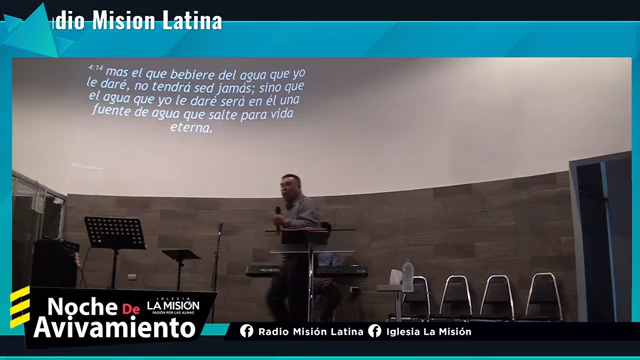 dio Mision Latina
4:14 mas el que bebiere del agua que yo
le daré, no tendrá sed jamás; sino que
el agua que yo le daré será en él una
fuente de agua que salte para vida
eterna.
Noche De
Avivamiento
IGLESIA
LA MISIÓN
PASIÓN POR LAS ALMAS
Radio Misión Latina Iglesia La Misión